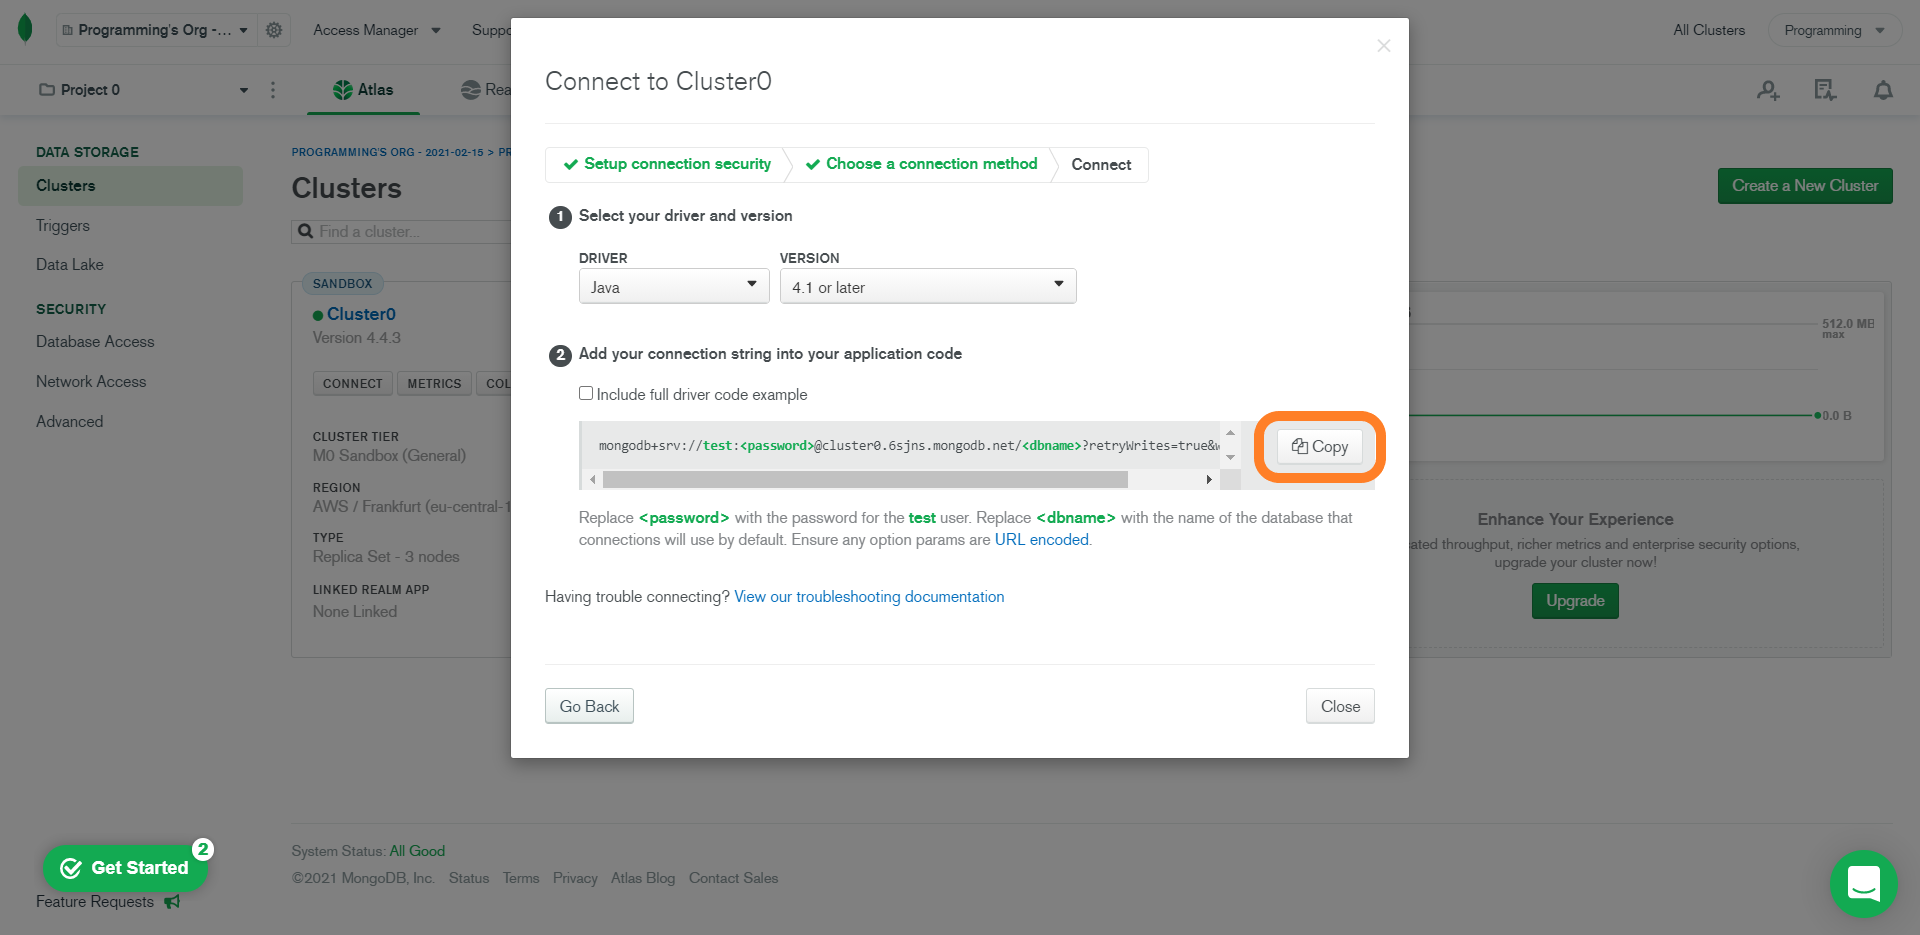 Programming's Org -...
Access Manager
All Clusters
Programming
Project 0
Atlas
DATA STORAGE
Clusters
Triggers
Data Lake
SECURITY
Database Access
Network Access
Advanced
PROGRAMMING'S ORG - 2021-02-15 >
Clusters
Find a cluster...
Create a New Cluster
SANDBOX
Cluster0
Version 4.4.3
CONNECT
METRICS
CLUSTER TIER
M0 Sandbox (General)
REGION
AWS / Frankfurt (eu-central-1
TYPE
Replica Set - 3 nodes
LINKED REALM APP
None Linked
Connect to Cluster0
Setup connection security
Choose a connection method
Connect
1 Select your driver and version
DRIVER
VERSION
Java
4.1 or later
2 Add your connection string into your application code
Include full driver code example
mongodb+srv://test:<password>@cluster0.6sjns.mongodb.net/<dbname>?retryWrites=true&
Copy
Replace <password> with the password for the test user. Replace <dbname> with the name of the database that
connections will use by default. Ensure any option params are URL encoded.
Having trouble connecting? View our troubleshooting documentation
Go Back
Close
512.0 MB
max
0.0 B
Enhance Your Experience
throughput, richer metrics and enterprise security options,
upgrade your cluster now!
Upgrade
System Status: All Good
©2021 MongoDB, Inc. Status Terms Privacy Atlas Blog Contact Sales
Get Started
2
Feature Requests